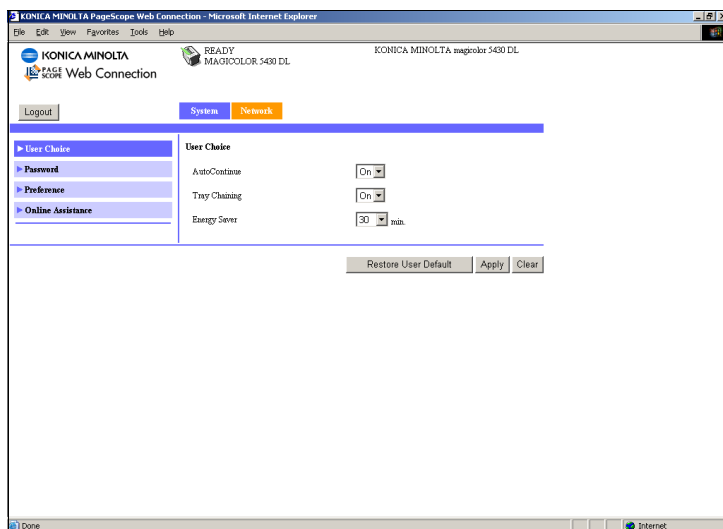 KONICA MINOLTA PageScope Web Connection - Microsoft Internet Explorer
File Edit View Favorites Tools Help
KONICA MINOLTA
PAGE SCOPE Web Connection
READY
MAGICOLOR 5430 DL
KONICA MINOLTA magicolor 5430 DL
Logout
System Network
User Choice
Password
Preference
Online Assistance
User Choice
AutoContinue On
Tray Chaining On
Energy Saver 30 min.
Restore User Default Apply Clear
Done Internet